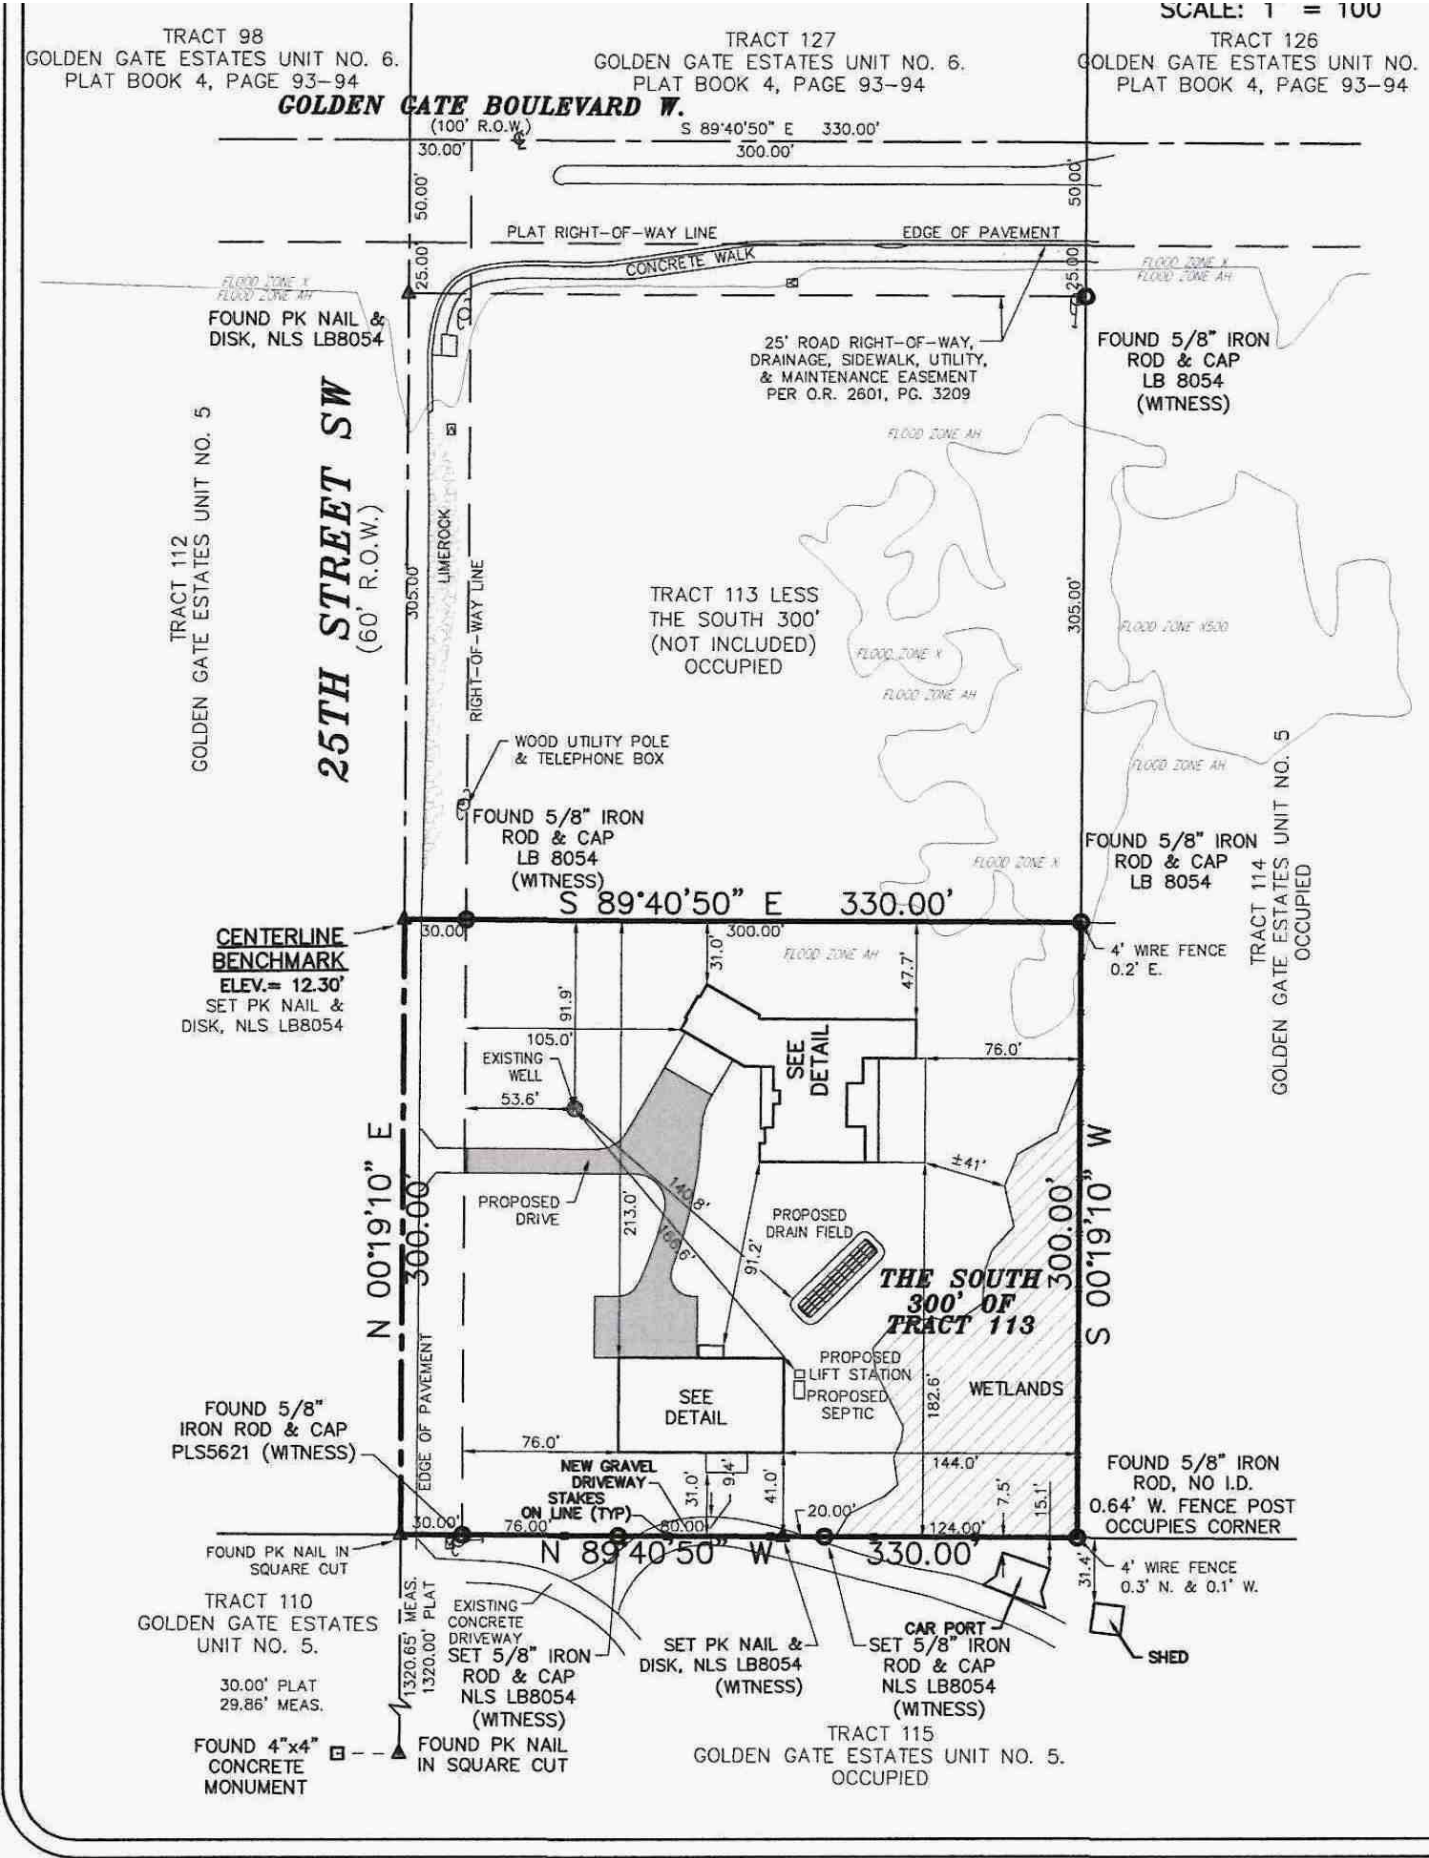 SCALE: 1" = 100
TRACT 98
GOLDEN GATE ESTATES UNIT NO. 6.
PLAT BOOK 4, PAGE 93-94
TRACT 127
GOLDEN GATE ESTATES UNIT NO. 6.
PLAT BOOK 4, PAGE 93-94
TRACT 126
GOLDEN GATE ESTATES UNIT NO.
PLAT BOOK 4, PAGE 93-94
GOLDEN GATE BOULEVARD W.
(100' R.O.W.)
S 89°40'50" E 330.00'
30.00'
300.00'
50.00'
50.00'
PLAT RIGHT-OF-WAY LINE
EDGE OF PAVEMENT
CONCRETE WALK
25.00'
25.00'
FLOOD ZONE X
FLOOD ZONE AH
FLOOD ZONE X
FLOOD ZONE AH
FOUND PK NAIL &
DISK, NLS LB8054
25' ROAD RIGHT-OF-WAY,
DRAINAGE, SIDEWALK, UTILITY,
& MAINTENANCE EASEMENT
PER O.R. 2601, PG. 3209
FOUND 5/8" IRON
ROD & CAP
LB 8054
(WITNESS)
TRACT 112
GOLDEN GATE ESTATES UNIT NO. 5
25TH STREET SW
(60' R.O.W.)
305.00'
LIMEROCK
RIGHT-OF-WAY LINE
FLOOD ZONE AH
TRACT 113 LESS
THE SOUTH 300'
(NOT INCLUDED)
OCCUPIED
305.00'
FLOOD ZONE X500
FLOOD ZONE X
FLOOD ZONE AH
FLOOD ZONE AH
WOOD UTILITY POLE
& TELEPHONE BOX
FOUND 5/8" IRON
ROD & CAP
LB 8054
(WITNESS)
FLOOD ZONE X
FOUND 5/8" IRON
ROD & CAP
LB 8054
TRACT 114
GOLDEN GATE ESTATES UNIT NO. 5
OCCUPIED
S 89°40'50" E 330.00'
30.00'
300.00'
CENTERLINE
BENCHMARK
ELEV.= 12.30'
SET PK NAIL &
DISK, NLS LB8054
31.0'
FLOOD ZONE AH
47.7'
4' WIRE FENCE
0.2' E.
91.9'
105.0'
EXISTING
WELL
53.6'
SEE
DETAIL
76.0'
N 00°19'10" E
300.00'
S 00°19'10" W
300.00'
±41'
PROPOSED
DRIVE
213.0'
140.8'
166.6'
91.2'
PROPOSED
DRAIN FIELD
THE SOUTH
300' OF
TRACT 113
EDGE OF PAVEMENT
PROPOSED
LIFT STATION
PROPOSED
SEPTIC
182.6'
WETLANDS
SEE
DETAIL
FOUND 5/8"
IRON ROD & CAP
PLS5621 (WITNESS)
76.0'
144.0'
NEW GRAVEL
DRIVEWAY
STAKES
ON LINE (TYP)
31.0'
9.4'
41.0'
7.5'
15.1'
FOUND 5/8" IRON
ROD, NO I.D.
0.64' W. FENCE POST
OCCUPIES CORNER
30.00'
76.00'
80.00'
20.00'
124.00'
N 89°40'50" W 330.00'
FOUND PK NAIL IN
SQUARE CUT
31.4'
4' WIRE FENCE
0.3' N. & 0.1' W.
TRACT 110
GOLDEN GATE ESTATES
UNIT NO. 5.
1320.65' MEAS.
1320.00' PLAT
EXISTING
CONCRETE
DRIVEWAY
SET 5/8" IRON
ROD & CAP
NLS LB8054
(WITNESS)
SET PK NAIL &
DISK, NLS LB8054
(WITNESS)
CAR PORT
SET 5/8" IRON
ROD & CAP
NLS LB8054
(WITNESS)
SHED
30.00' PLAT
29.86' MEAS.
FOUND 4"x4"
CONCRETE
MONUMENT
FOUND PK NAIL
IN SQUARE CUT
TRACT 115
GOLDEN GATE ESTATES UNIT NO. 5.
OCCUPIED